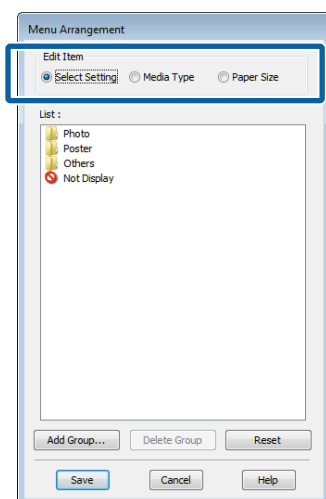 Menu Arrangement
Edit Item
Select Setting Media Type Paper Size
List :
Photo
Poster
Others
Not Display
Add Group... Delete Group Reset
Save Cancel Help